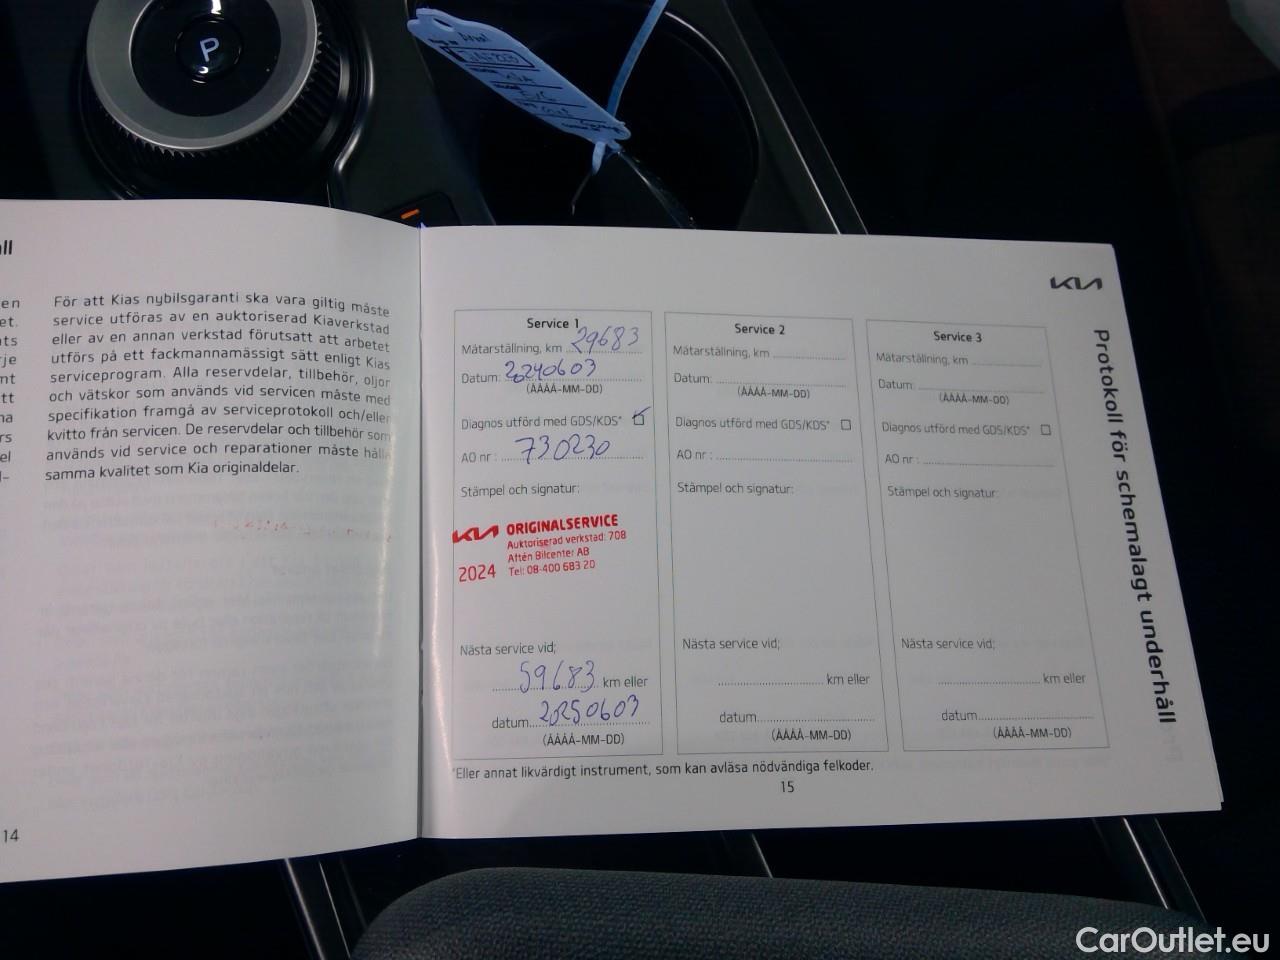 P
EV6
För att Kias nybilsgaranti ska vara giltig måste
service utföras av en auktoriserad Kiaverkstad
eller av en annan verkstad förutsatt att arbetet
utförs på ett fackmannamässigt sätt enligt Kias
serviceprogram. Alla reservdelar, tillbehör, oljor
och vätskor som används vid servicen måste med
specifikation framgå av serviceprotokoll och/eller
kvitto från servicen. De reservdelar och tillbehör som
används vid service och reparationer måste hålla
samma kvalitet som Kia originaldelar.
14
KIA
Protokoll för schemalagt underhåll
Service 1
Mätarställning, km 29683
Datum: 20240603
(ÅÅÅÅ-MM-DD)
Diagnos utförd med GDS/KDS*
AO nr : 730230
Stämpel och signatur:
KIA ORIGINALSERVICE
Auktoriserad verkstad: 708
Aftén Bilcenter AB
2024 Tel: 08-400 683 20
Nästa service vid;
59683 km eller
datum 20250603
(ÅÅÅÅ-MM-DD)
Service 2
Mätarställning, km
Datum:
(ÅÅÅÅ-MM-DD)
Diagnos utförd med GDS/KDS*
AO nr :
Stämpel och signatur:
Nästa service vid;
km eller
datum
(ÅÅÅÅ-MM-DD)
Service 3
Mätarställning, km
Datum:
(ÅÅÅÅ-MM-DD)
Diagnos utförd med GDS/KDS*
AO nr :
Stämpel och signatur:
Nästa service vid;
km eller
datum
(ÅÅÅÅ-MM-DD)
*Eller annat likvärdigt instrument, som kan avläsa nödvändiga felkoder.
15
CarOutlet.eu